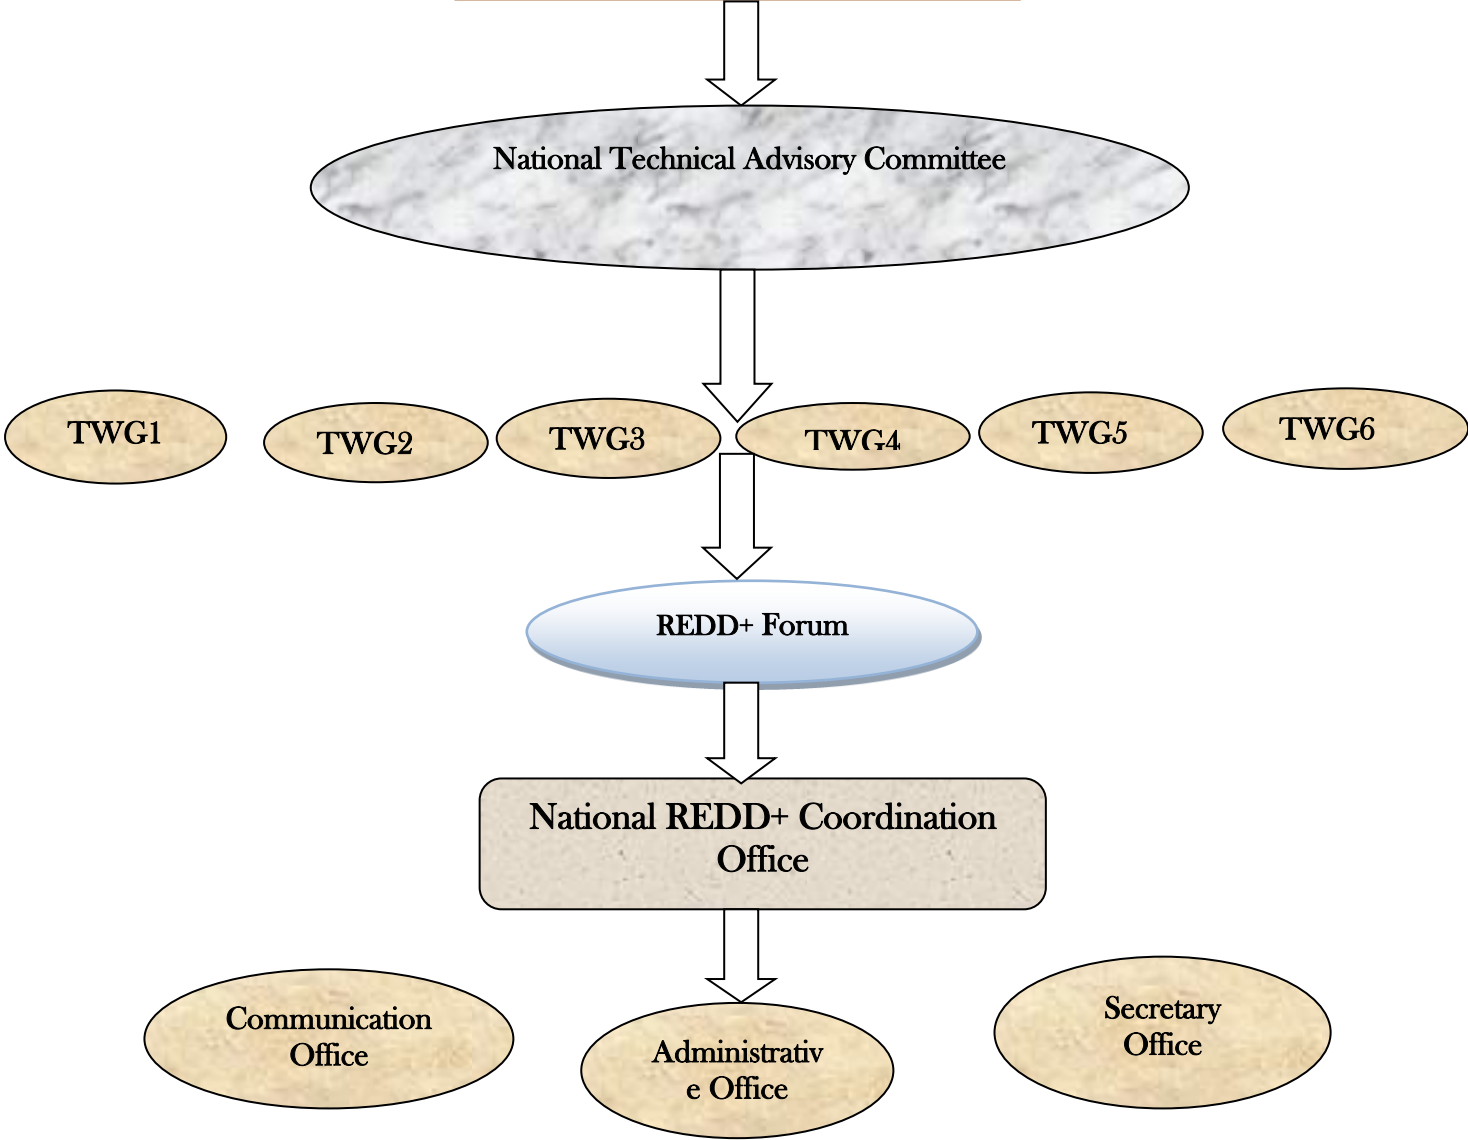 National Technical Advisory Committee
TWG1
TWG2
TWG3
TWG4
TWG5
TWG6
REDD+ Forum
National REDD+ Coordination
Office
Communication
Office
Administrativ
e Office
Secretary
Office